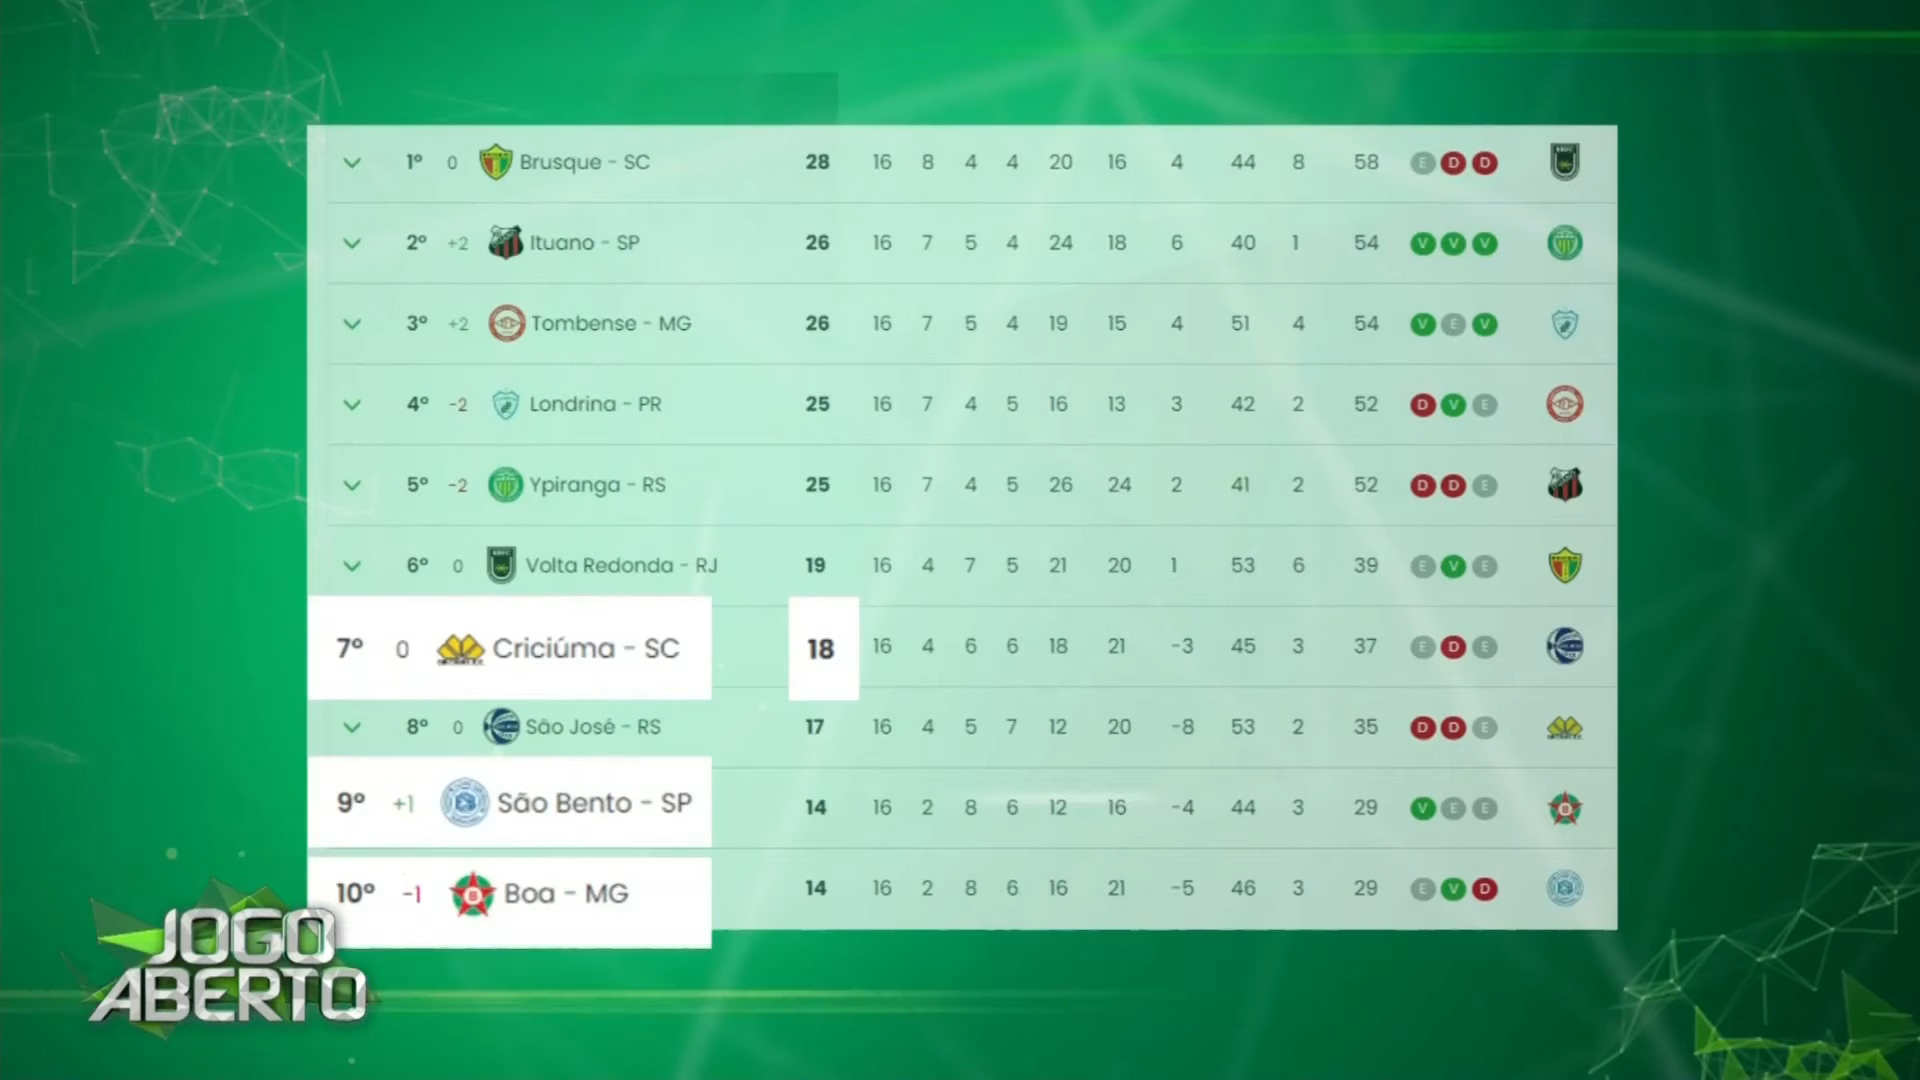 1º 0 Brusque - SC 28 16 8 4 4 20 16 4 44 8 58 E D D
2º +2 Ituano - SP 26 16 7 5 4 24 18 6 40 1 54 V V V
3º +2 Tombense - MG 26 16 7 5 4 19 15 4 51 4 54 V E V
4º -2 Londrina - PR 25 16 7 4 5 16 13 3 42 2 52 D V E
5º -2 Ypiranga - RS 25 16 7 4 5 26 24 2 41 2 52 D D E
6º 0 Volta Redonda - RJ 19 16 4 7 5 21 20 1 53 6 39 E V E
7º 0 Criciúma - SC 18 16 4 6 6 18 21 -3 45 3 37 E D E
8º 0 São José - RS 17 16 4 5 7 12 20 -8 53 2 35 D D E
9º +1 São Bento - SP 14 16 2 8 6 12 16 -4 44 3 29 V E E
10º -1 Boa - MG 14 16 2 8 6 16 21 -5 46 3 29 E V D
JOGO
ABERTO